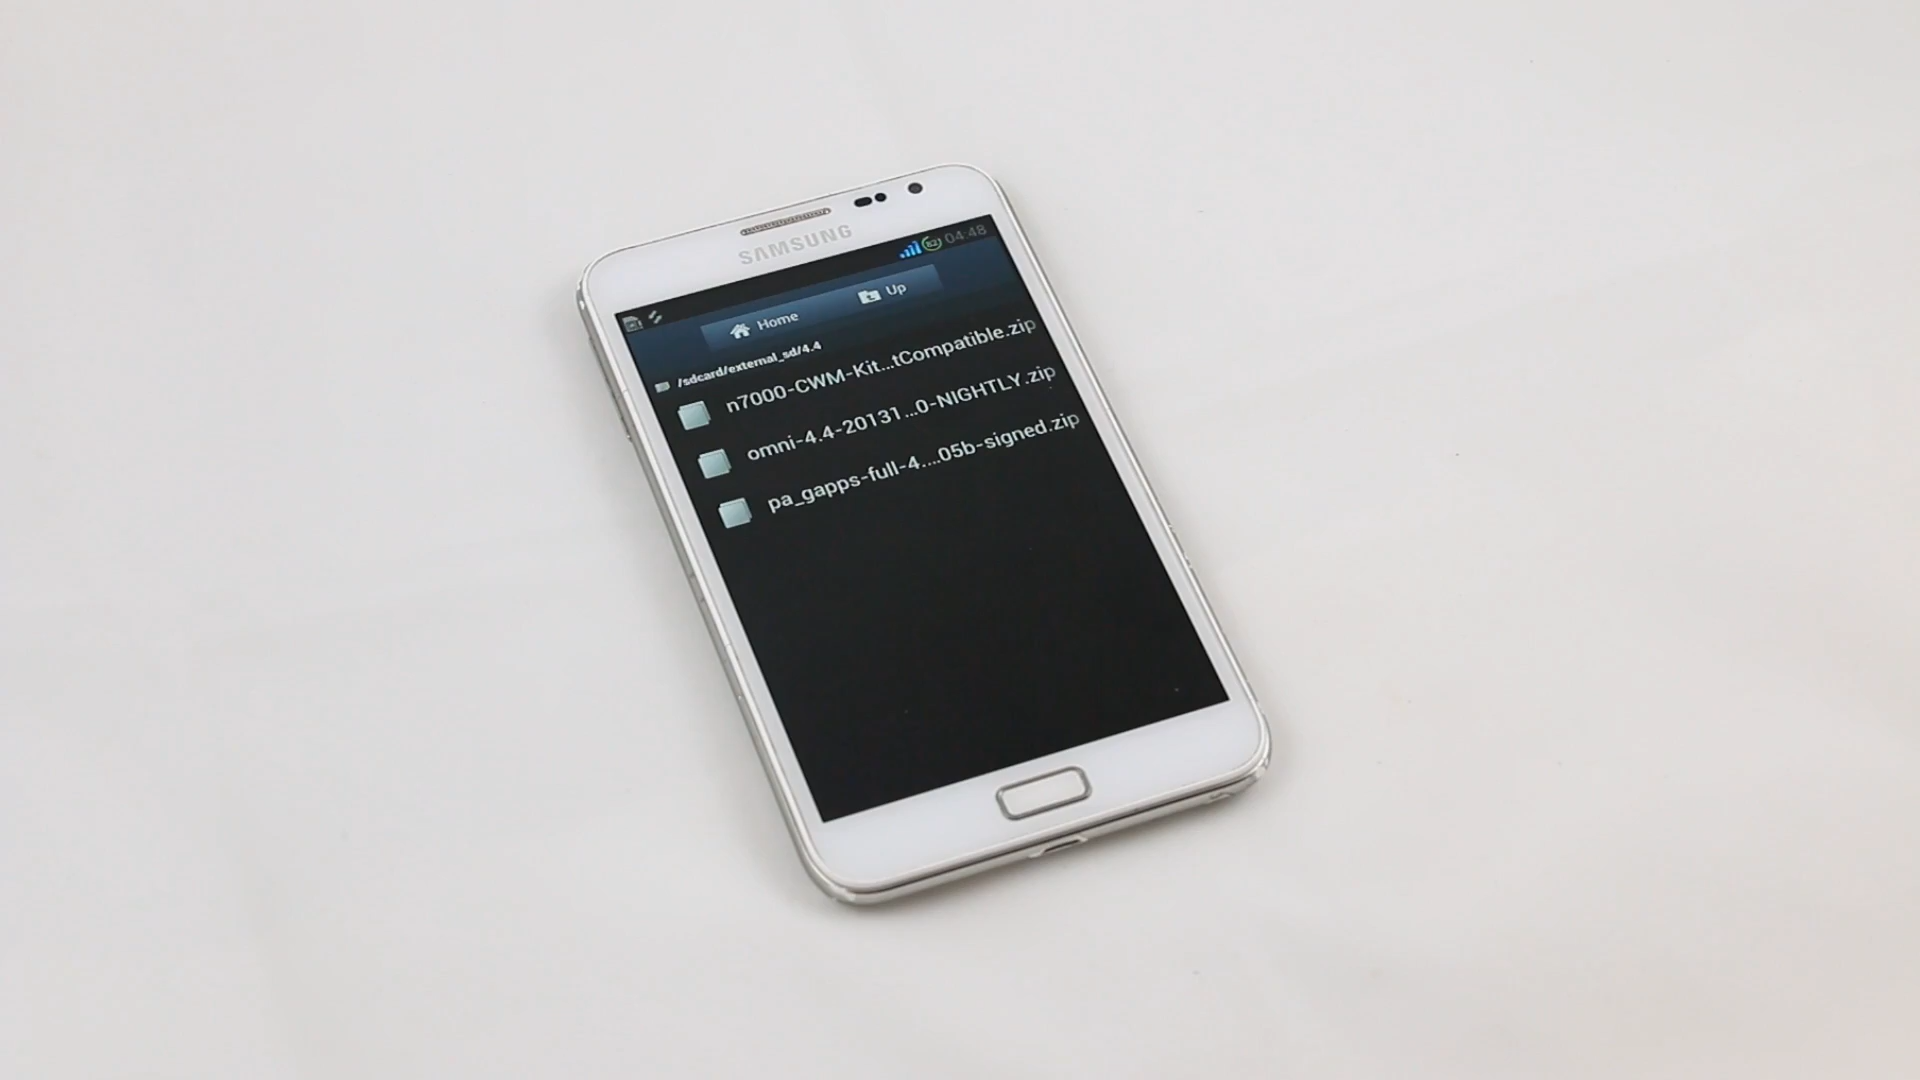 SAMSUNG
82 04:48
Home
Up
/sdcard/external_sd/4.4
n7000-CWM-Kit...tCompatible.zip
omni-4.4-20131...0-NIGHTLY.zip
pa_gapps-full-4....05b-signed.zip